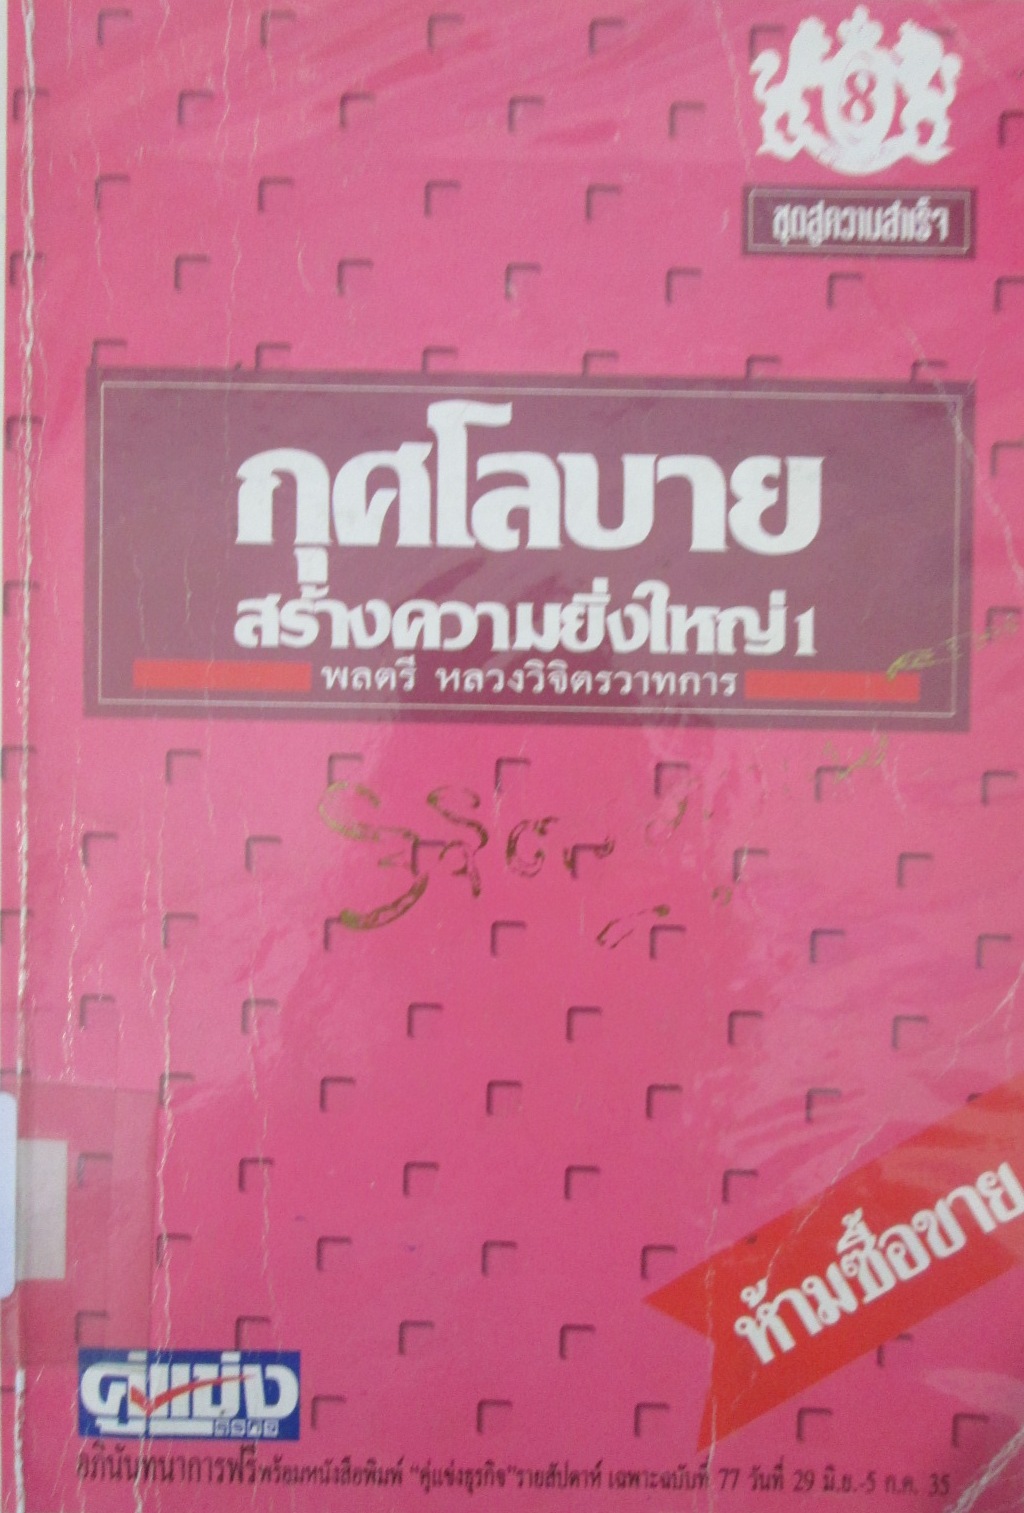 8
ชุดสู่ความสำเร็จ
กุศโลบาย
สร้างความยิ่งใหญ่ 1
พลตรี หลวงวิจิตรวาทการ
ห้ามซื้อขาย
คู่แข่ง
ธุรกิจ
อภินันทนาการฟรีพร้อมหนังสือพิมพ์ "คู่แข่งธุรกิจ" รายสัปดาห์ เฉพาะฉบับที่ 77 วันที่ 29 มิ.ย.-5 ก.ค. 35